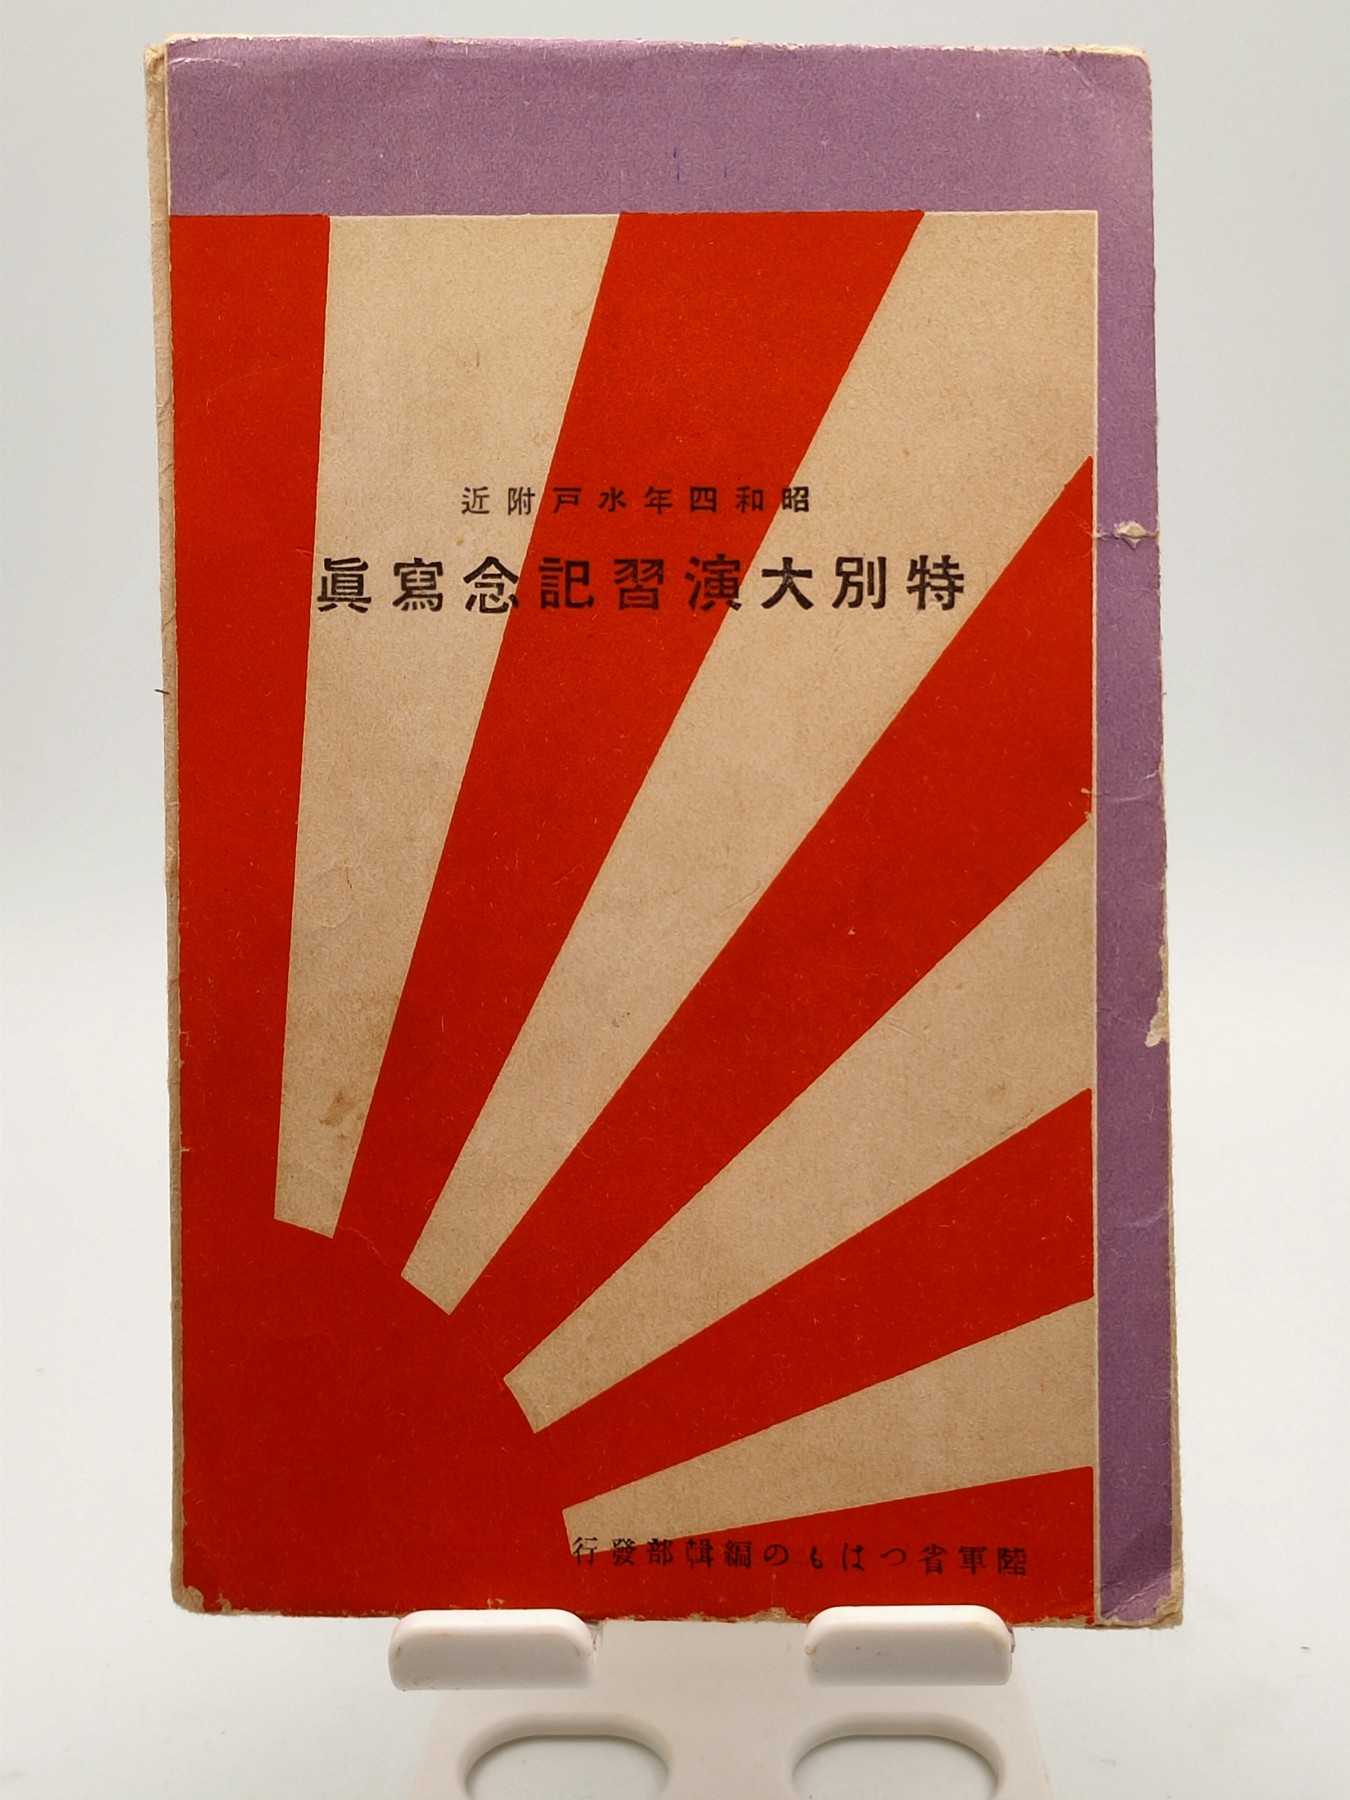 昭和四年水戸附近
特別大演習記念寫眞
陸軍省つはもの編輯部發行